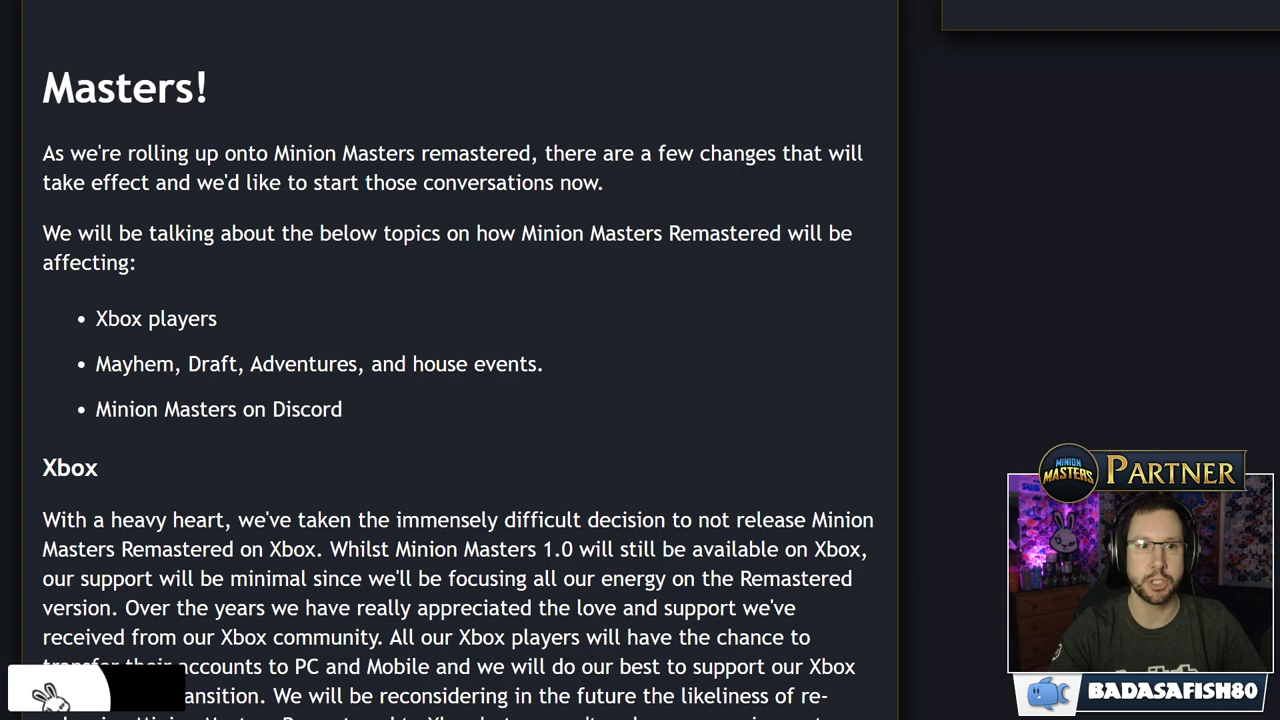 Masters!
As we're rolling up onto Minion Masters remastered, there are a few changes that will
take effect and we'd like to start those conversations now.
We will be talking about the below topics on how Minion Masters Remastered will be
affecting:
• Xbox players
• Mayhem, Draft, Adventures, and house events.
• Minion Masters on Discord
Xbox
With a heavy heart, we've taken the immensely difficult decision to not release Minion
Masters Remastered on Xbox. Whilst Minion Masters 1.0 will still be available on Xbox,
our support will be minimal since we'll be focusing all our energy on the Remastered
version. Over the years we have really appreciated the love and support we've
received from our Xbox community. All our Xbox players will have the chance to
accounts to PC and Mobile and we will do our best to support our Xbox
We will be reconsidering in the future the likeliness of re-
MINION
MASTERS
PARTNER
BADASAFISH80